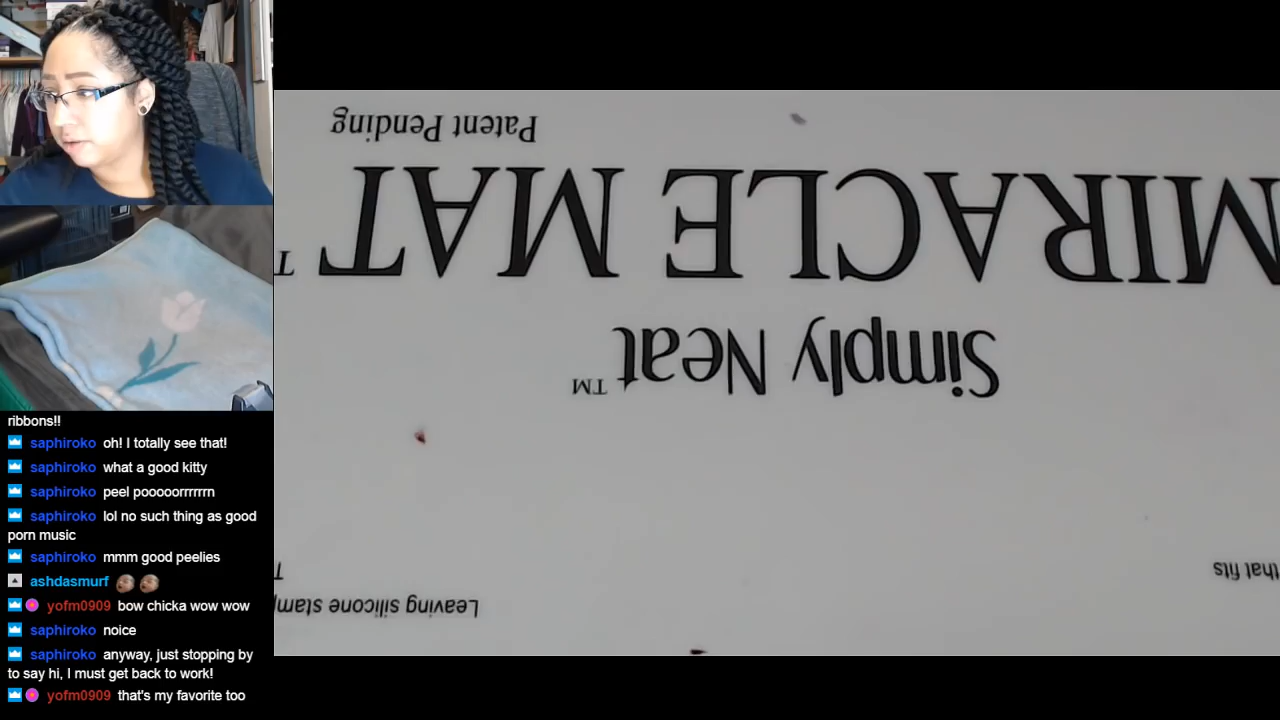 ribbons!!
saphiroko oh! I totally see that!
saphiroko what a good kitty
saphiroko peel pooooorrrrrrn
saphiroko lol no such thing as good
porn music
saphiroko mmm good peelies
ashdasmurf
yofm0909 bow chicka wow wow
saphiroko noice
saphiroko anyway, just stopping by
to say hi, I must get back to work!
yofm0909 that's my favorite too
that fits
Leaving silicone stamp
Simply Neat™
MIRACLE MAT
Patent Pending